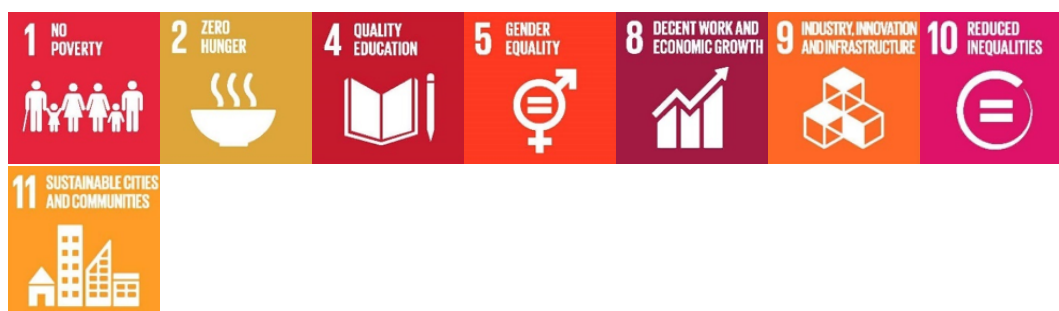 1 NO
POVERTY
2 ZERO
HUNGER
4 QUALITY
EDUCATION
5 GENDER
EQUALITY
8 DECENT WORK AND
ECONOMIC GROWTH
9 INDUSTRY, INNOVATION
AND INFRASTRUCTURE
10 REDUCED
INEQUALITIES
11 SUSTAINABLE CITIES
AND COMMUNITIES